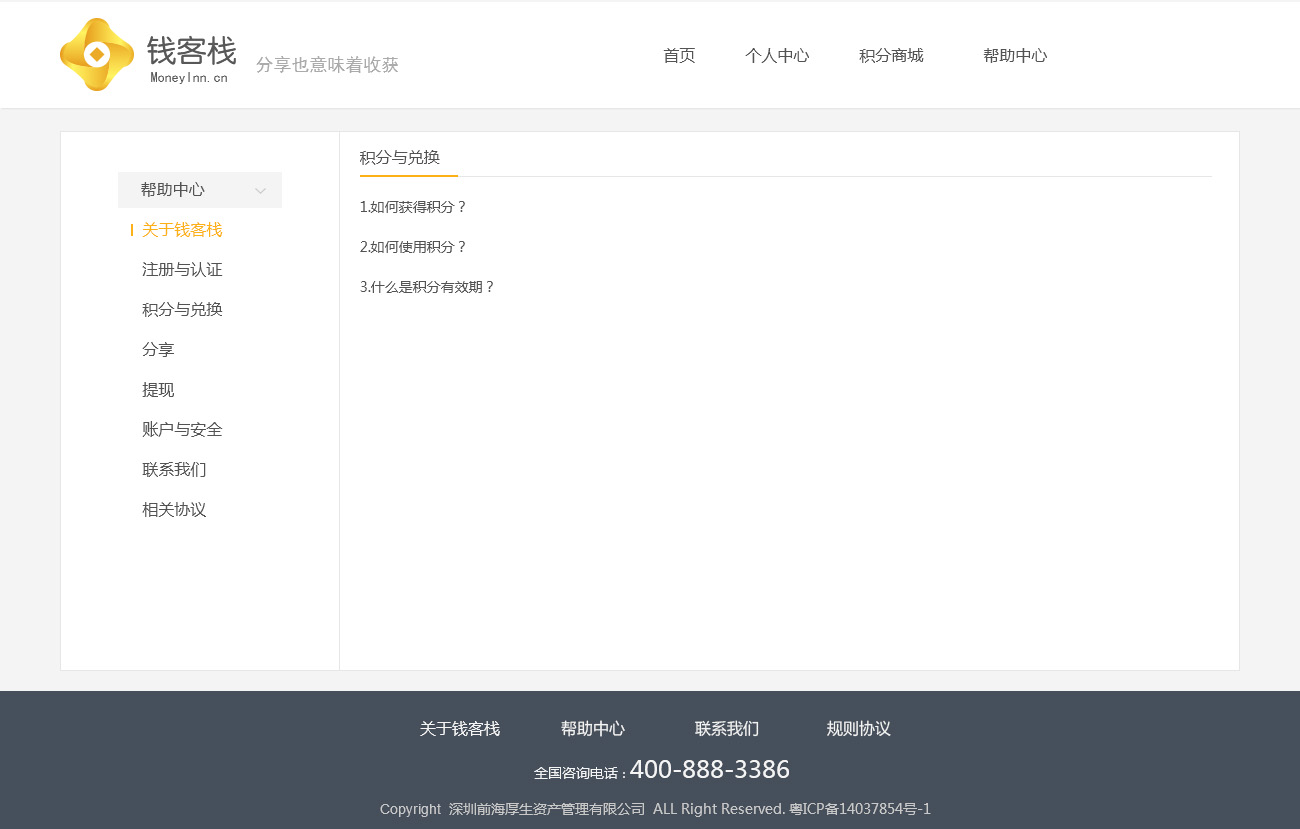 钱客栈
MoneyInn.cn
分享也意味着收获
首页 个人中心 积分商城 帮助中心
帮助中心
关于钱客栈
注册与认证
积分与兑换
分享
提现
账户与安全
联系我们
相关协议
积分与兑换
1.如何获得积分？
2.如何使用积分？
3.什么是积分有效期？
关于钱客栈 帮助中心 联系我们 规则协议
全国咨询电话：400-888-3386
Copyright 深圳前海厚生资产管理有限公司 ALL Right Reserved. 粤ICP备14037854号-1